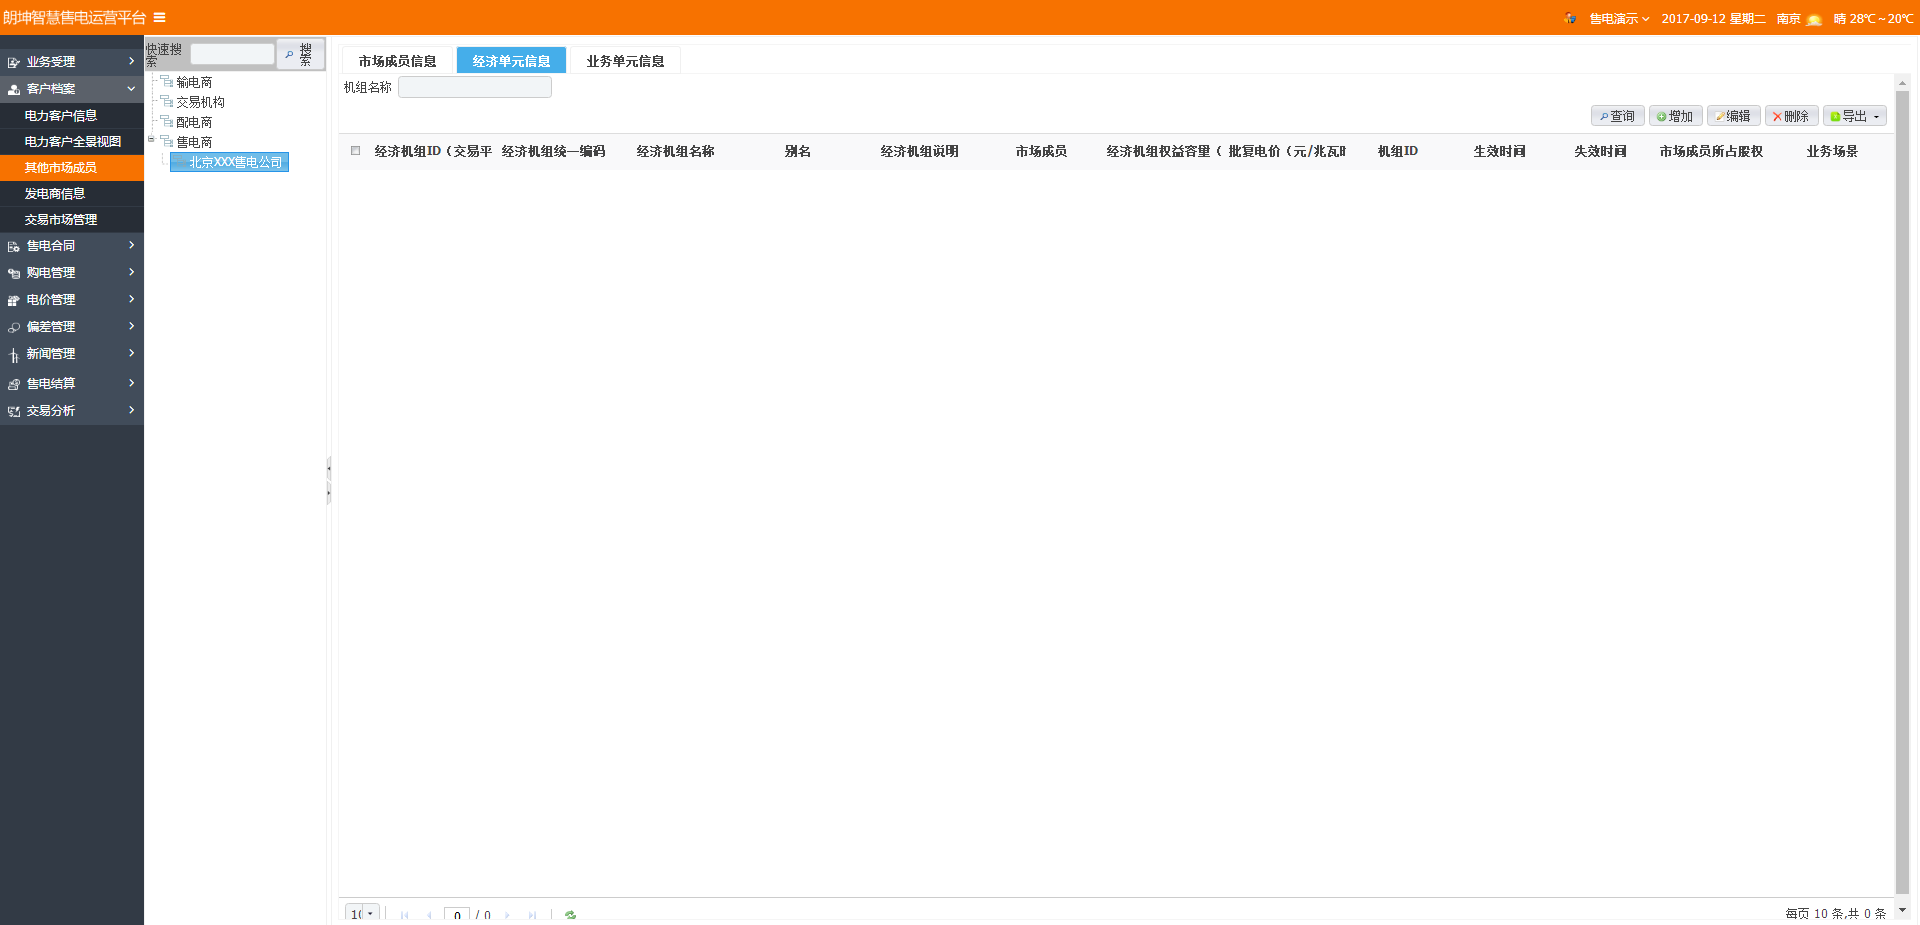 朗坤智慧售电运营平台
售电演示 2017-09-12 星期二 南京 晴 28℃~20℃
业务受理
客户档案
电力客户信息
电力客户全景视图
其他市场成员
发电商信息
交易市场管理
售电合同
购电管理
电价管理
偏差管理
新闻管理
售电结算
交易分析
快速搜
索
搜
索
输电商
交易机构
配电商
售电商
北京XXX售电公司
市场成员信息 经济单元信息 业务单元信息
机组名称
查询 增加 编辑 删除 导出
经济机组ID（交易平 经济机组统一编码 经济机组名称 别名 经济机组说明 市场成员 经济机组权益容量（ 批复电价（元/兆瓦时 机组ID 生效时间 失效时间 市场成员所占股权 业务场景
10 0 / 0 每页 10 条,共 0 条